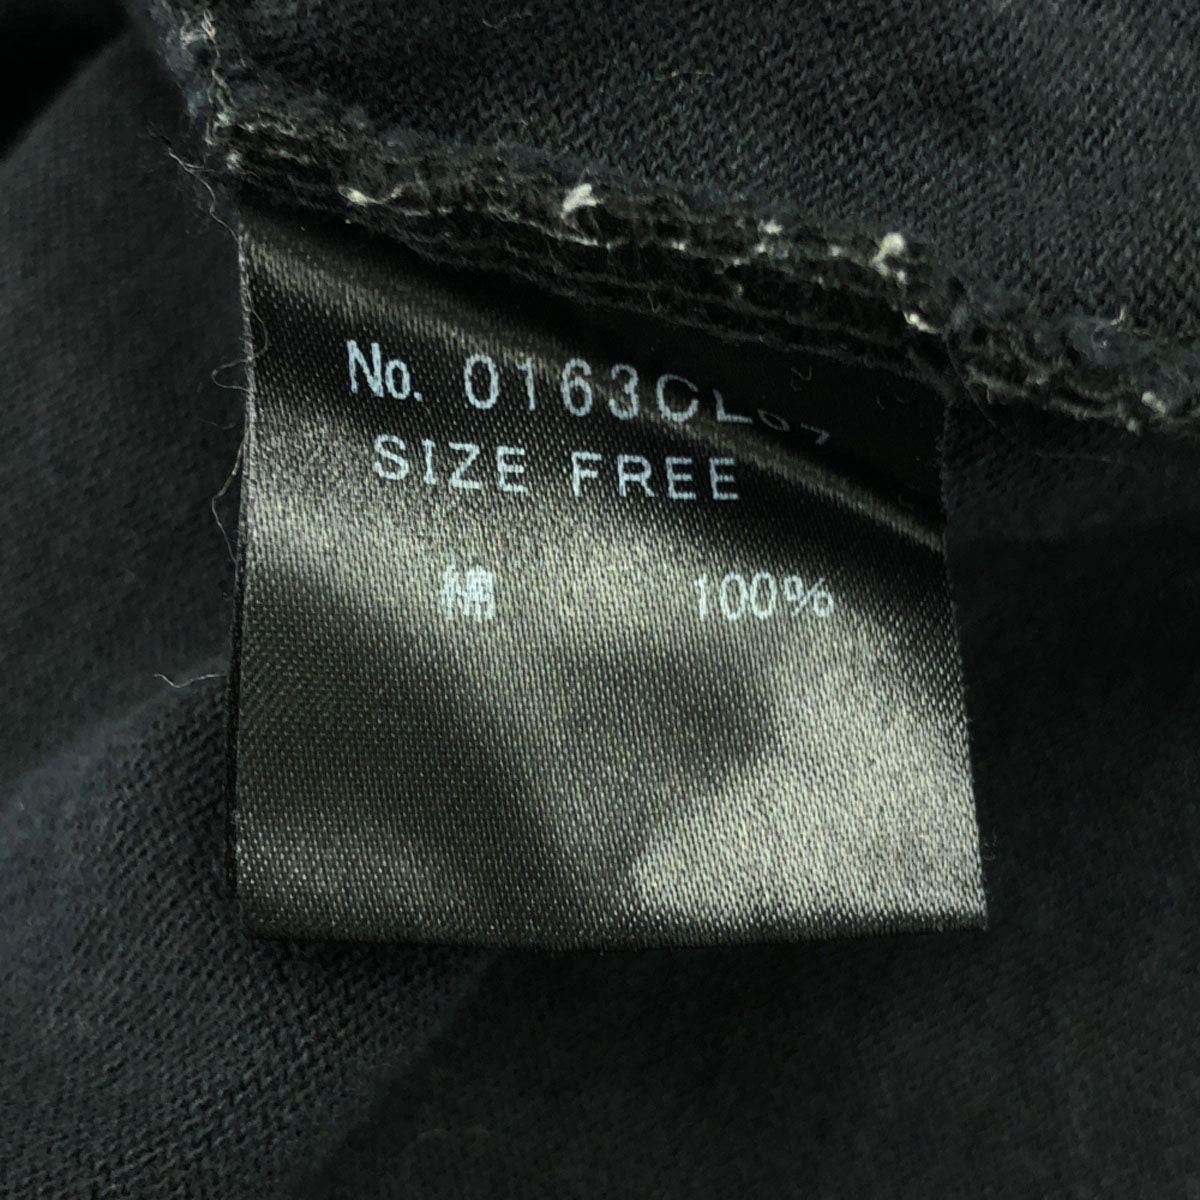 No. 0163CL
SIZE FREE
綿 100%